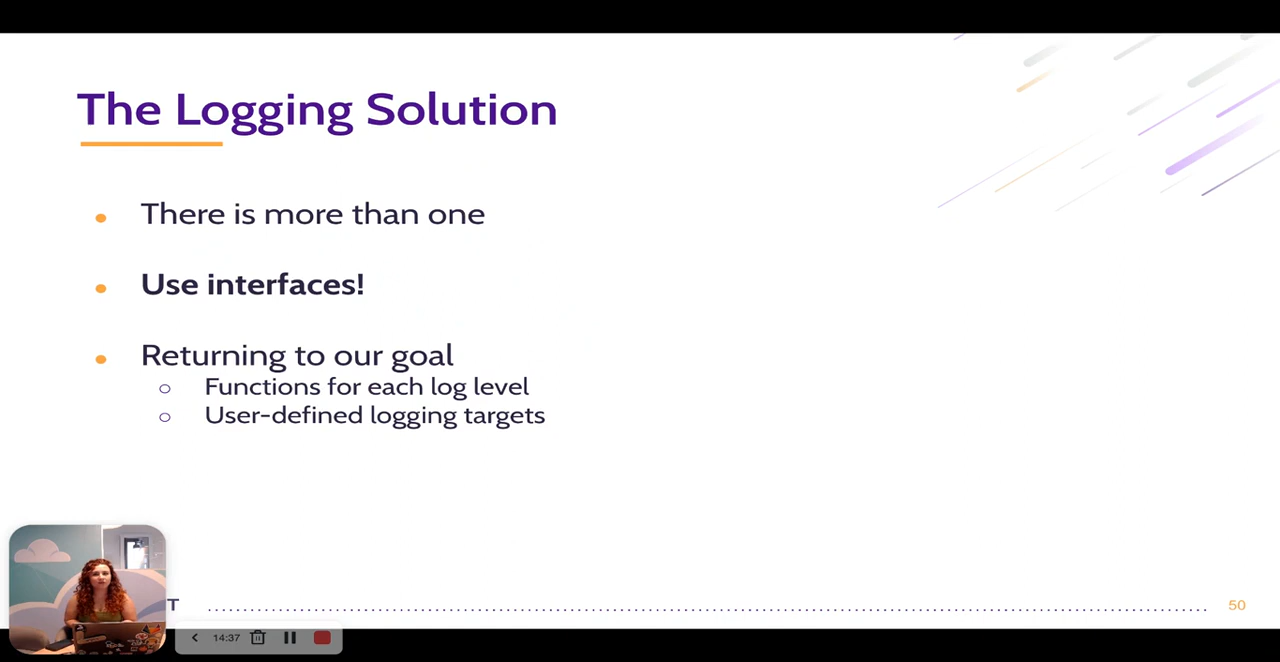 The Logging Solution
There is more than one
Use interfaces!
Returning to our goal
Functions for each log level
User-defined logging targets
T
50
14:37